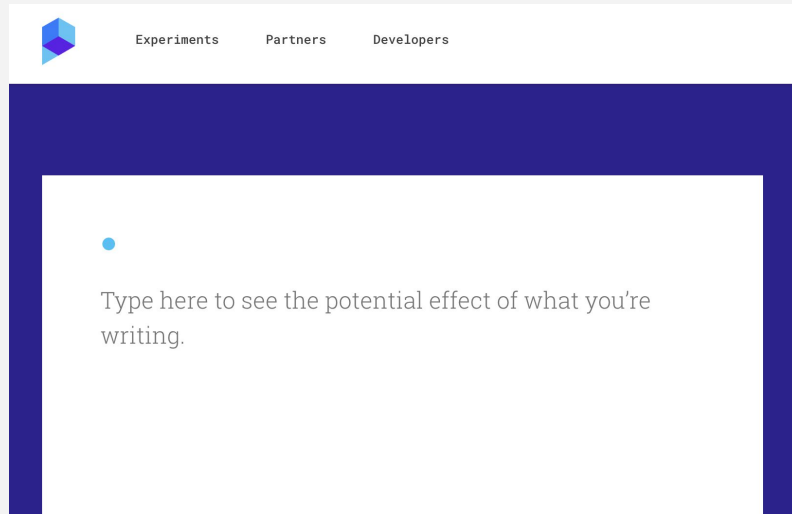 Experiments Partners Developers
Type here to see the potential effect of what you’re
writing.